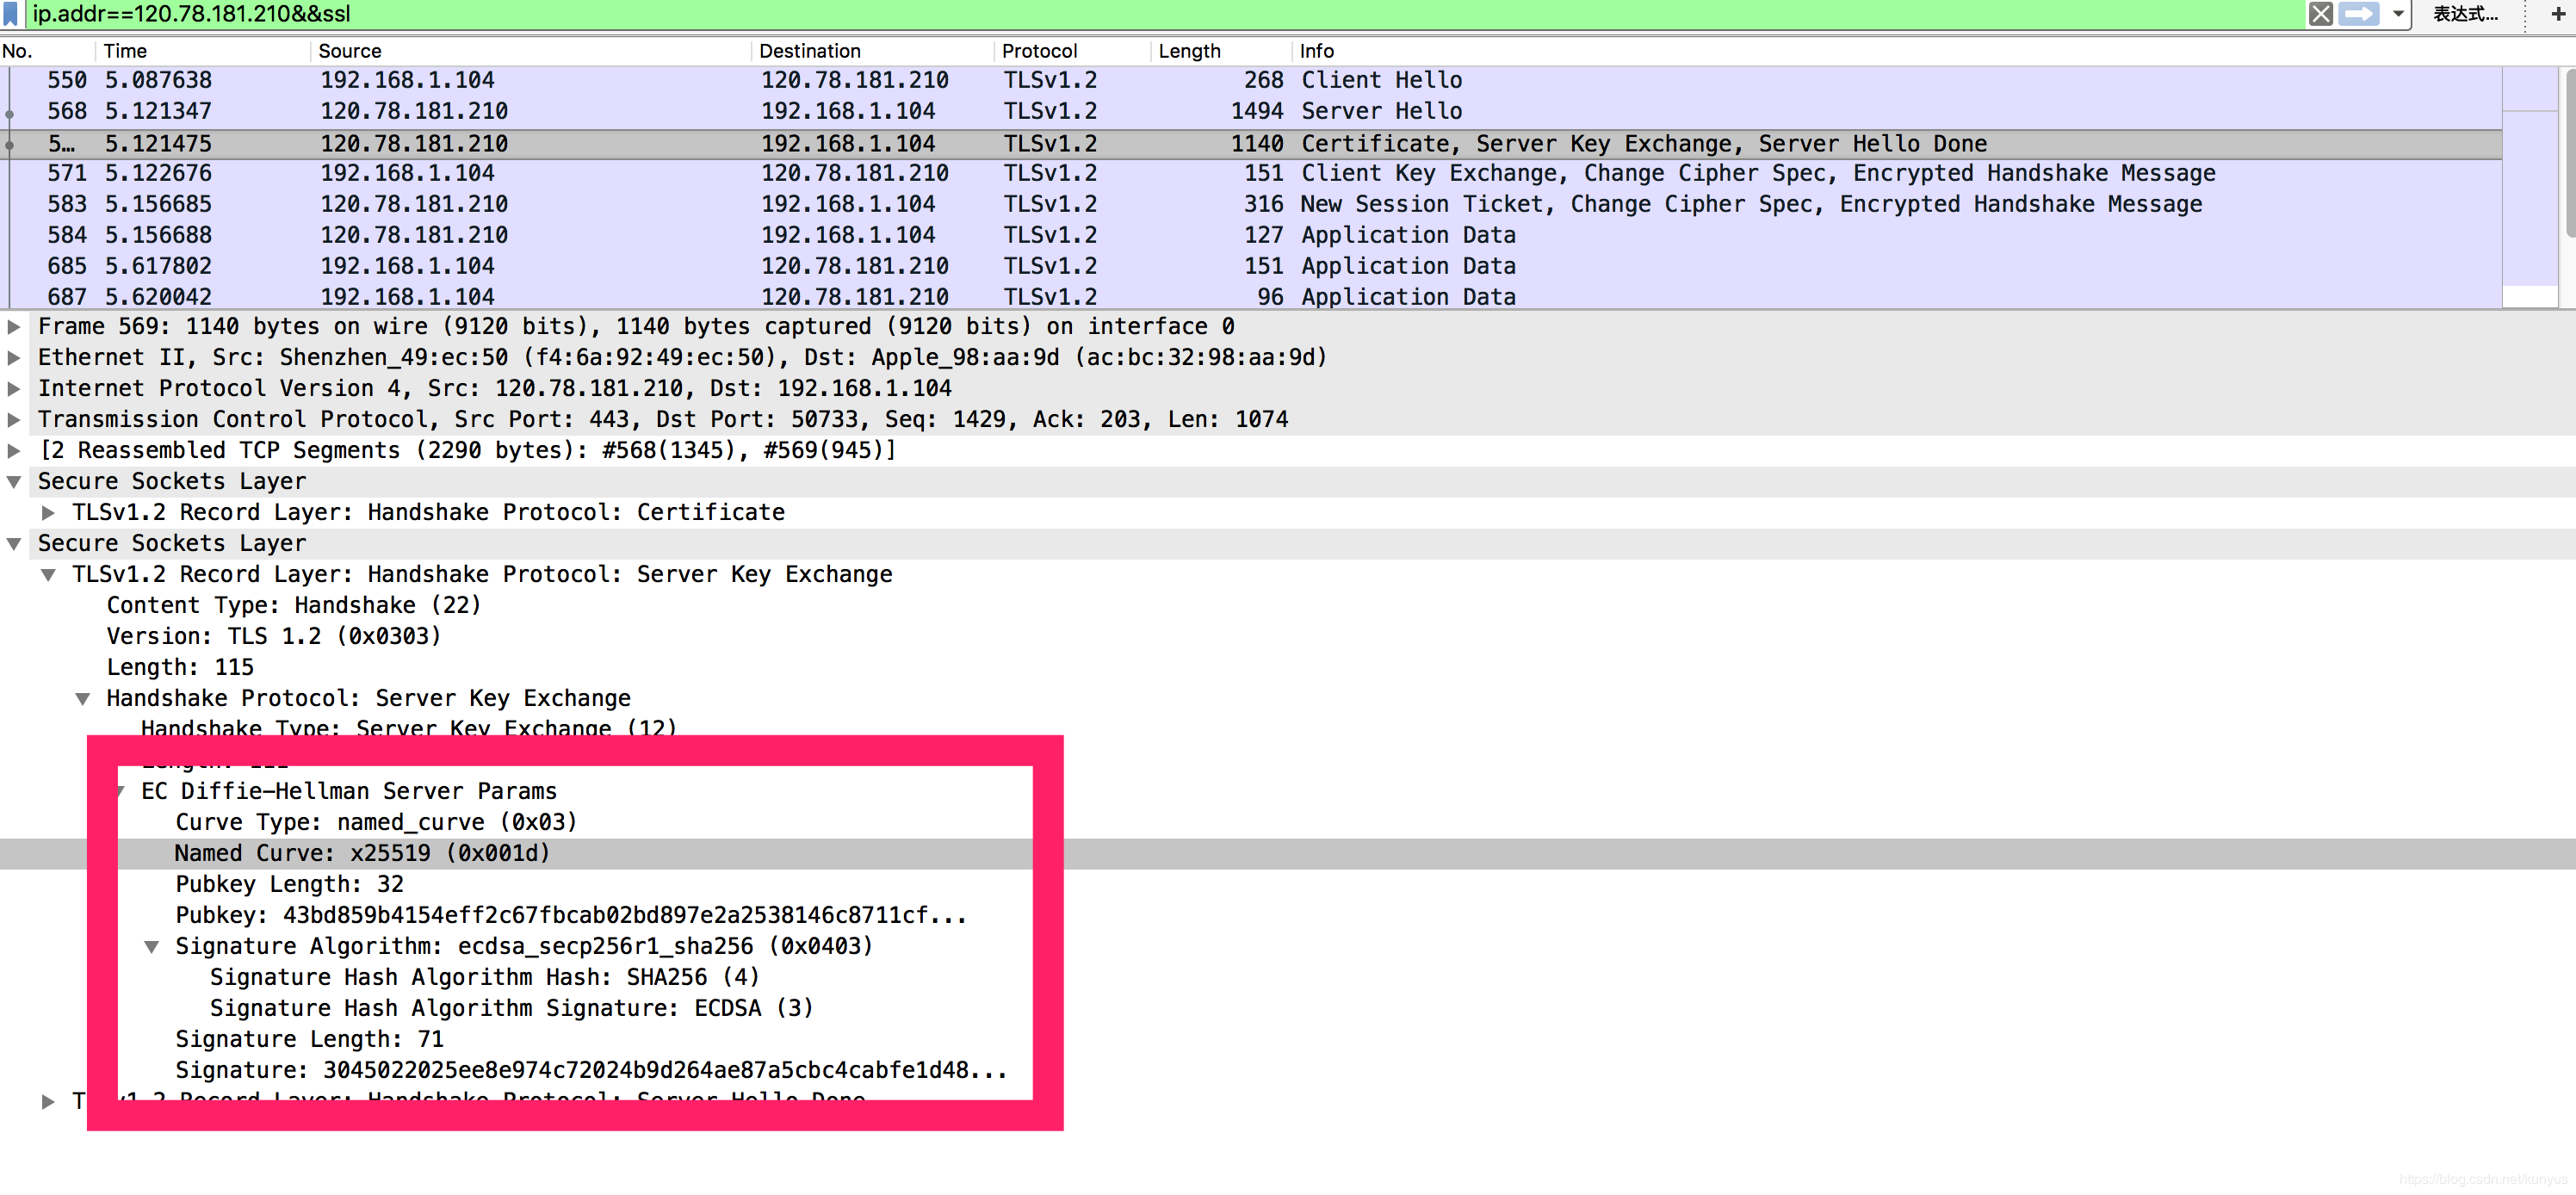 ip.addr==120.78.181.210&&ssl 表达式... +
No. Time Source Destination Protocol Length Info
550 5.087638 192.168.1.104 120.78.181.210 TLSv1.2 268 Client Hello
568 5.121347 120.78.181.210 192.168.1.104 TLSv1.2 1494 Server Hello
5… 5.121475 120.78.181.210 192.168.1.104 TLSv1.2 1140 Certificate, Server Key Exchange, Server Hello Done
571 5.122676 192.168.1.104 120.78.181.210 TLSv1.2 151 Client Key Exchange, Change Cipher Spec, Encrypted Handshake Message
583 5.156685 120.78.181.210 192.168.1.104 TLSv1.2 316 New Session Ticket, Change Cipher Spec, Encrypted Handshake Message
584 5.156688 120.78.181.210 192.168.1.104 TLSv1.2 127 Application Data
685 5.617802 192.168.1.104 120.78.181.210 TLSv1.2 151 Application Data
687 5.620042 192.168.1.104 120.78.181.210 TLSv1.2 96 Application Data
Frame 569: 1140 bytes on wire (9120 bits), 1140 bytes captured (9120 bits) on interface 0
Ethernet II, Src: Shenzhen_49:ec:50 (f4:6a:92:49:ec:50), Dst: Apple_98:aa:9d (ac:bc:32:98:aa:9d)
Internet Protocol Version 4, Src: 120.78.181.210, Dst: 192.168.1.104
Transmission Control Protocol, Src Port: 443, Dst Port: 50733, Seq: 1429, Ack: 203, Len: 1074
[2 Reassembled TCP Segments (2290 bytes): #568(1345), #569(945)]
Secure Sockets Layer
TLSv1.2 Record Layer: Handshake Protocol: Certificate
Secure Sockets Layer
TLSv1.2 Record Layer: Handshake Protocol: Server Key Exchange
Content Type: Handshake (22)
Version: TLS 1.2 (0x0303)
Length: 115
Handshake Protocol: Server Key Exchange
Handshake Type: Server Key Exchange (12)
Length: 111
EC Diffie-Hellman Server Params
Curve Type: named_curve (0x03)
Named Curve: x25519 (0x001d)
Pubkey Length: 32
Pubkey: 43bd859b4154eff2c67fbcab02bd897e2a2538146c8711cf...
Signature Algorithm: ecdsa_secp256r1_sha256 (0x0403)
Signature Hash Algorithm Hash: SHA256 (4)
Signature Hash Algorithm Signature: ECDSA (3)
Signature Length: 71
Signature: 3045022025ee8e974c72024b9d264ae87a5cbc4cabfe1d48...
TLSv1.2 Record Layer: Handshake Protocol: Server Hello Done
https://blog.csdn.net/kunyus